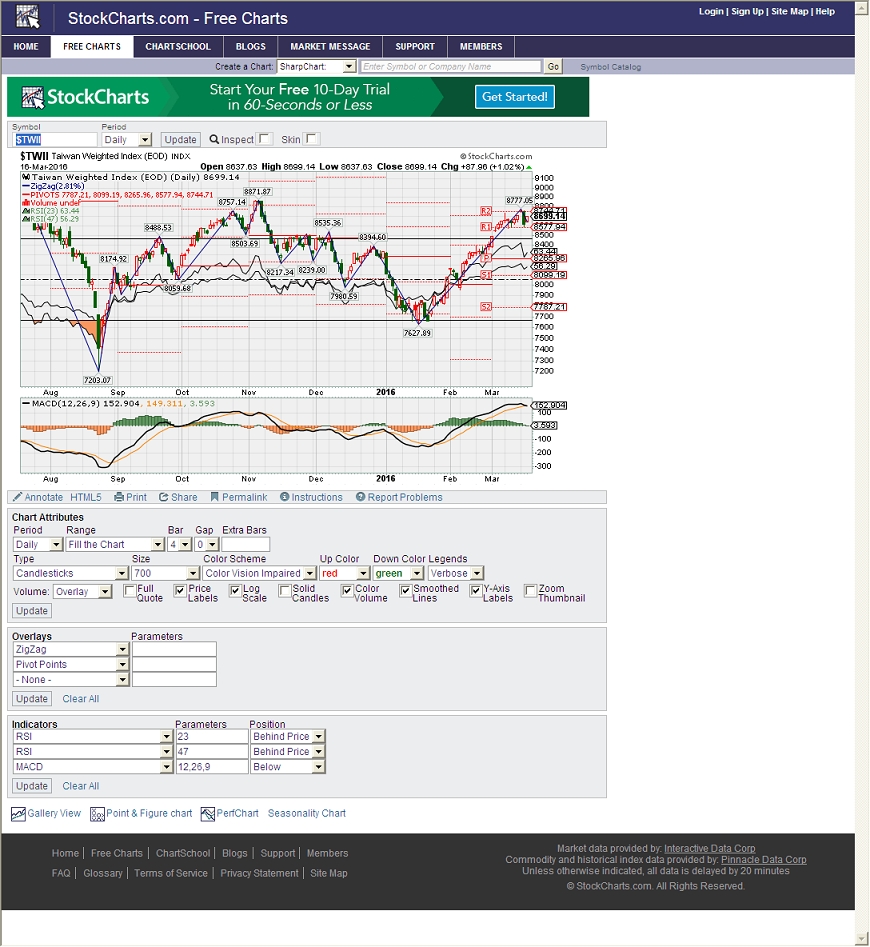 StockCharts.com - Free Charts
Login | Sign Up | Site Map | Help
HOME FREE CHARTS CHARTSCHOOL BLOGS MARKET MESSAGE SUPPORT MEMBERS
Create a Chart: SharpChart: Enter Symbol or Company Name Go Symbol Catalog
StockCharts Start Your Free 10-Day Trial
in 60-Seconds or Less
Get Started!
Symbol Period
$TWII Daily Update Inspect Skin
$TWII Taiwan Weighted Index (EOD) INDX © StockCharts.com
16-Mar-2016 Open 8637.63 High 8699.14 Low 8637.63 Close 8699.14 Chg +87.96 (+1.02%)
Taiwan Weighted Index (EOD) (Daily) 8699.14
ZigZag(2.81%)
PIVOTS 7787.21, 8099.19, 8265.96, 8577.94, 8744.71
Volume undef
RSI(23) 63.44
RSI(47) 56.29
8871.87
8757.14
8777.05
8488.53
8535.36
8503.69
8394.60
8174.92
8217.34
8239.00
8059.68
7980.59
7627.89
7203.07
R2
R1
P
S1
S2
9100
9000
8900
8699.14
8577.94
8500
8400
63.44
8265.96
56.29
8099.19
8000
7900
7787.21
7700
7600
7500
7400
7300
7200
Aug Sep Oct Nov Dec 2016 Feb Mar
MACD(12,26,9) 152.904, 149.311, 3.593
152.904
100
3.593
-100
-200
-300
Aug Sep Oct Nov Dec 2016 Feb Mar
Annotate HTML5 Print Share Permalink Instructions Report Problems
Chart Attributes
Period Range Bar Gap Extra Bars
Daily Fill the Chart 4 0
Type Size Color Scheme Up Color Down Color Legends
Candlesticks 700 Color Vision Impaired red green Verbose
Volume: Overlay Full Quote Price Labels Log Scale Solid Candles Color Volume Smoothed Lines Y-Axis Labels Zoom Thumbnail
Update
Overlays Parameters
ZigZag
Pivot Points
- None -
Update Clear All
Indicators Parameters Position
RSI 23 Behind Price
RSI 47 Behind Price
MACD 12,26,9 Below
Update Clear All
Gallery View Point & Figure chart PerfChart Seasonality Chart
Home | Free Charts | ChartSchool | Blogs | Support | Members
FAQ | Glossary | Terms of Service | Privacy Statement | Site Map
Market data provided by: Interactive Data Corp
Commodity and historical index data provided by: Pinnacle Data Corp
Unless otherwise indicated, all data is delayed by 20 minutes
© StockCharts.com. All Rights Reserved.